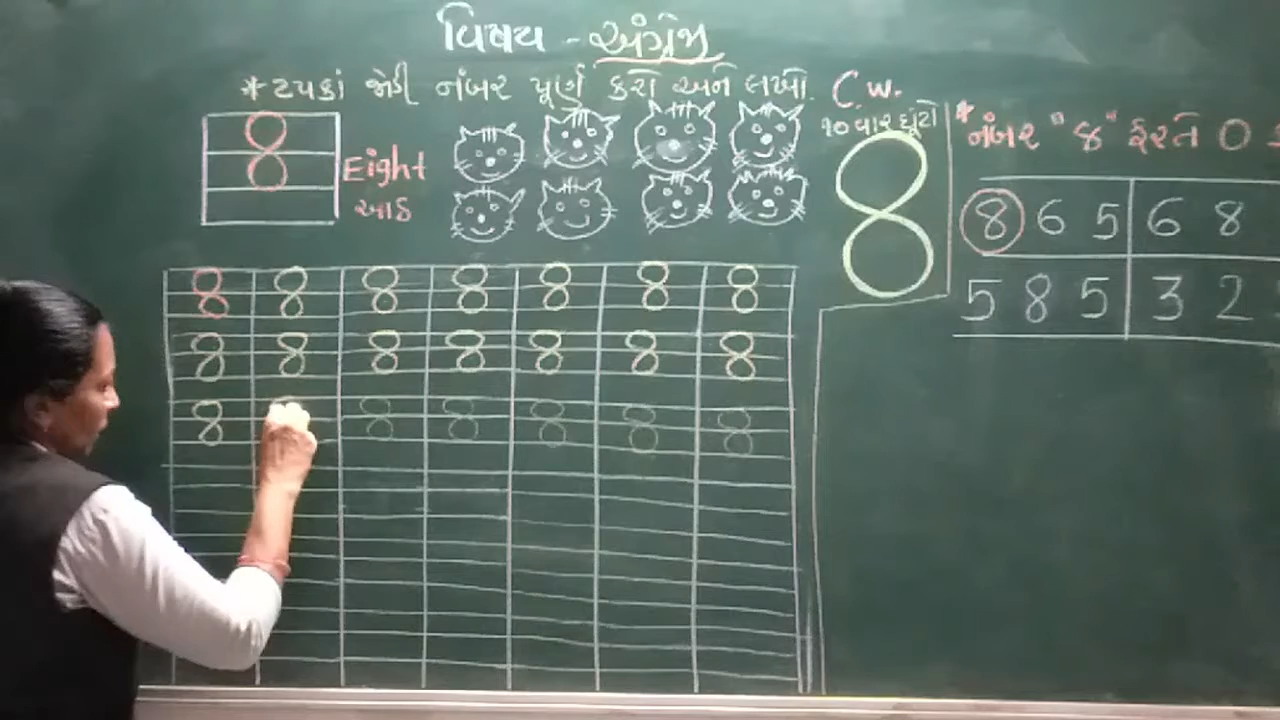 વિષય - અંગ્રેજી
* ટપકાં જોડી નંબર પૂર્ણ કરો અને લખો. C.w.
8
Eight
આઠ
૧૦ વાર ઘૂંટો
8
* નંબર "૪" ફરતે O
8 6 5 6 8
5 8 5 3 2
8 8 8 8 8 8 8
8 8 8 8 8 8 8
8 8 8 8 8 8